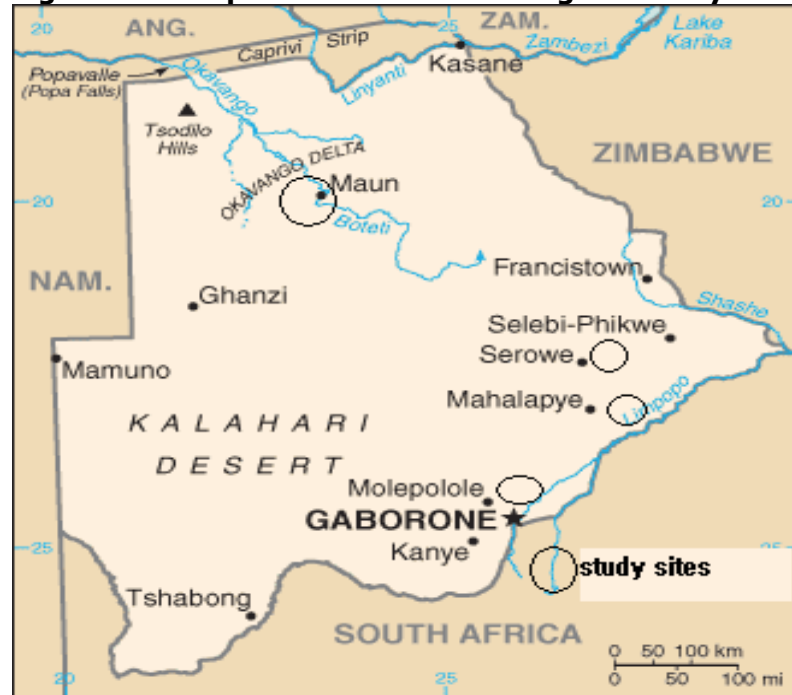 20
ANG.
25
ZAM.
Lake
Kariba
Caprivi Strip
Zambezi
Kasane
Popavalle
(Popa Falls)
Okavango
Linyanti
Tsodilo
Hills
ZIMBABWE
OKAVANGO DELTA
Maun
20
20
Boteti
NAM.
Francistown
Ghanzi
Shashe
Selebi-Phikwe
Serowe
Mamuno
Mahalapye
Limpopo
KALAHARI
DESERT
Molepolole
GABORONE
25
Kanye
25
study sites
Tshabong
SOUTH AFRICA
0 50 100 km
0 50 100 mi
20
25